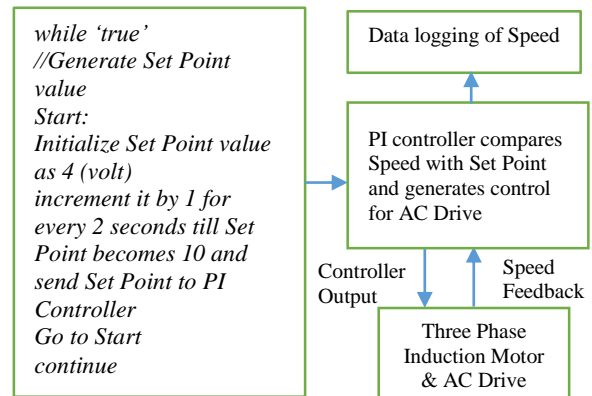 while ‘true’
//Generate Set Point
value
Start:
Initialize Set Point value
as 4 (volt)
increment it by 1 for
every 2 seconds till Set
Point becomes 10 and
send Set Point to PI
Controller
Go to Start
continue
Data logging of Speed
PI controller compares
Speed with Set Point
and generates control
for AC Drive
Controller
Output
Speed
Feedback
Three Phase
Induction Motor
& AC Drive